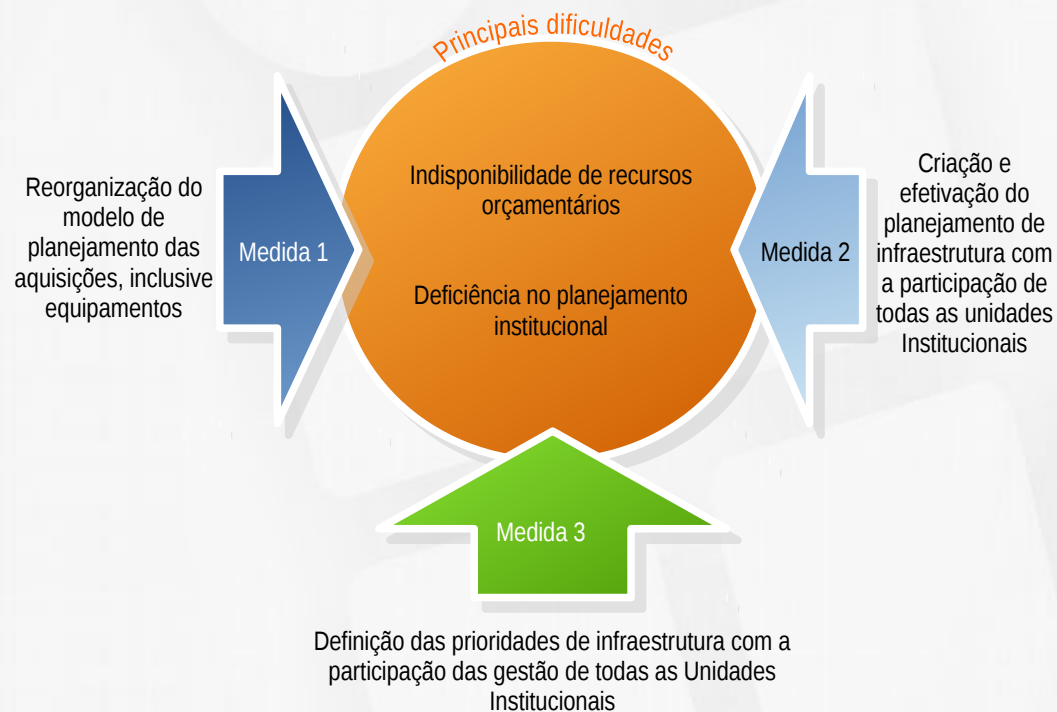 Principais dificuldades
Indisponibilidade de recursos
orçamentários
Deficiência no planejamento
institucional
Reorganização do
modelo de
planejamento das
aquisições, inclusive
equipamentos
Medida 1
Medida 2
Criação e
efetivação do
planejamento de
infraestrutura com
a participação de
todas as unidades
Institucionais
Medida 3
Definição das prioridades de infraestrutura com a
participação das gestão de todas as Unidades
Institucionais